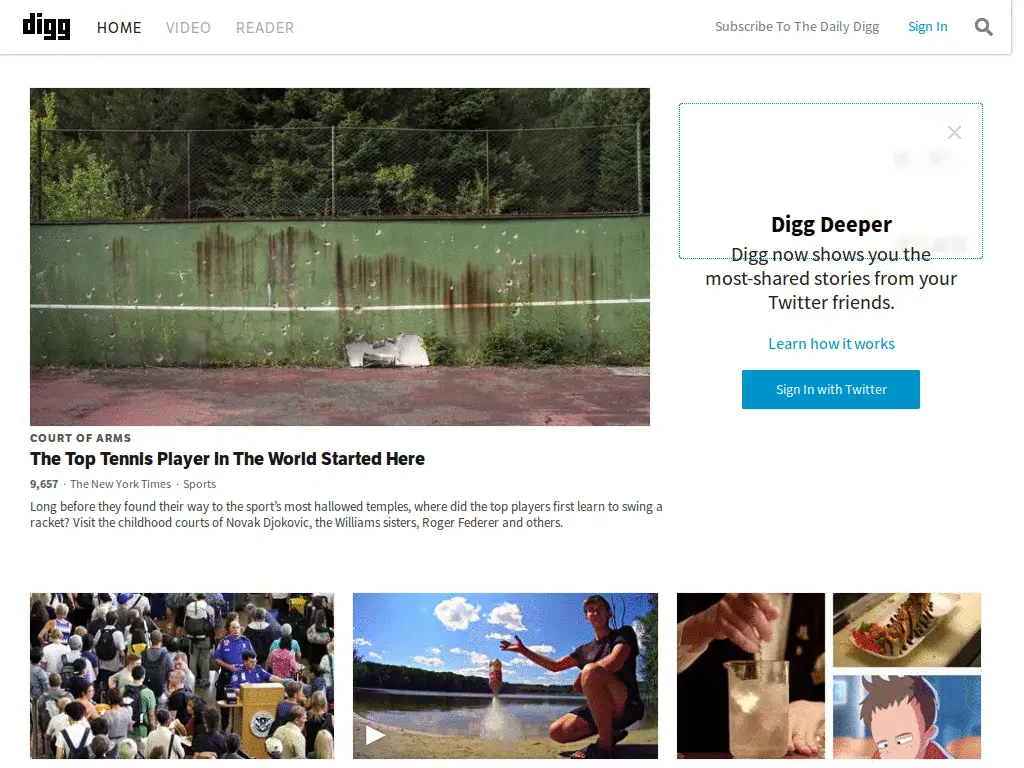 digg HOME VIDEO READER Subscribe To The Daily Digg Sign In
Digg Deeper
Digg now shows you the
most-shared stories from your
Twitter friends.
Learn how it works
Sign In with Twitter
COURT OF ARMS
The Top Tennis Player In The World Started Here
9,657 · The New York Times · Sports
Long before they found their way to the sport's most hallowed temples, where did the top players first learn to swing a
racket? Visit the childhood courts of Novak Djokovic, the Williams sisters, Roger Federer and others.